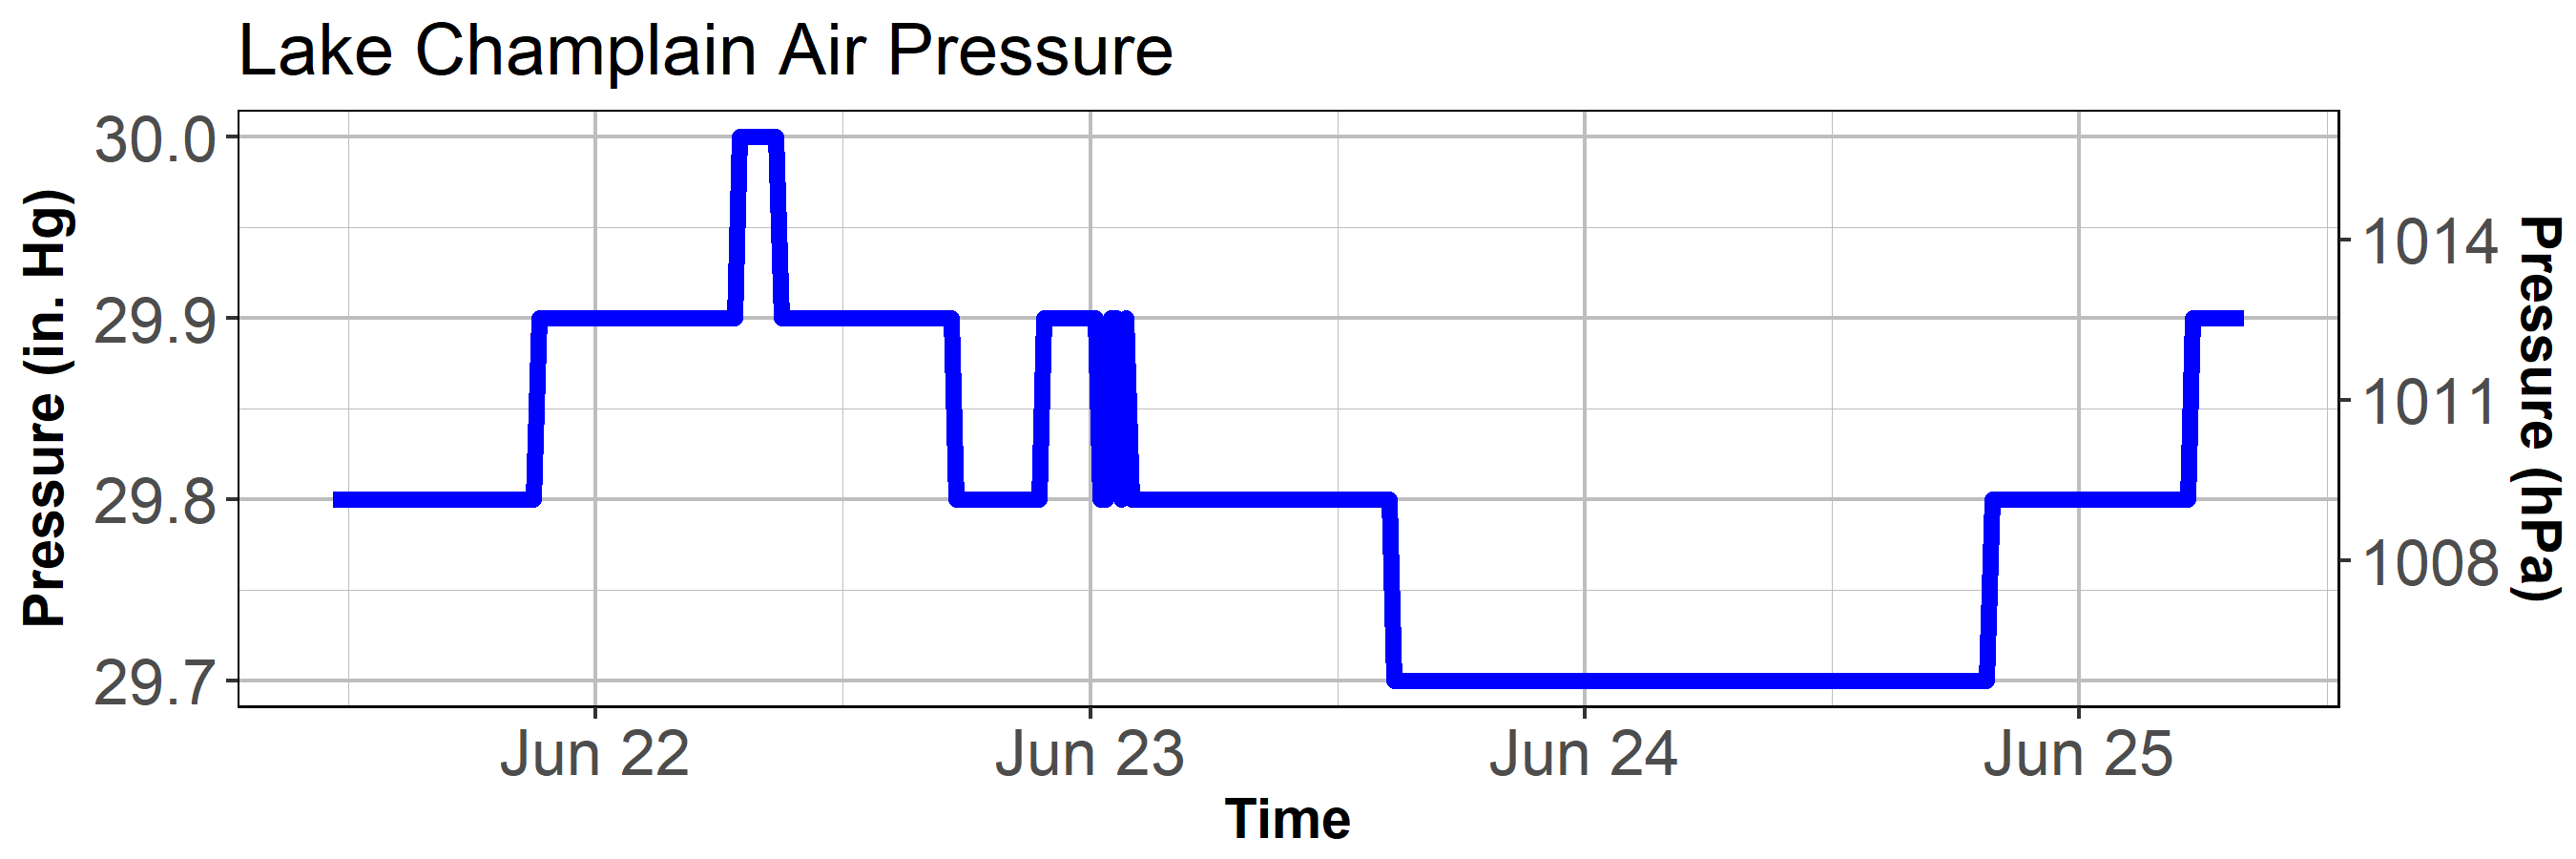 Lake Champlain Air Pressure
Pressure (in. Hg)
30.0
29.9
29.8
29.7
1014
1011
1008
Pressure (hPa)
Jun 22 Jun 23 Jun 24 Jun 25
Time